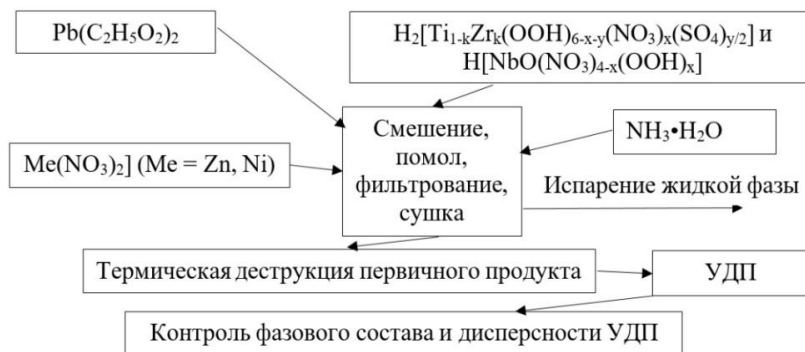 Pb(C₂H₅O₂)₂
H₂[Ti₁₋ₖZrₖ(OOH)₆₋ₓ₋ᵧ(NO₃)ₓ(SO₄)ᵧ/₂] и
H[NbO(NO₃)₄₋ₓ(OOH)ₓ]
Me(NO₃)₂] (Me = Zn, Ni)
Смешение,
помол,
фильтрование,
сушка
NH₃•H₂O
Испарение жидкой фазы
Термическая деструкция первичного продукта
УДП
Контроль фазового состава и дисперсности УДП